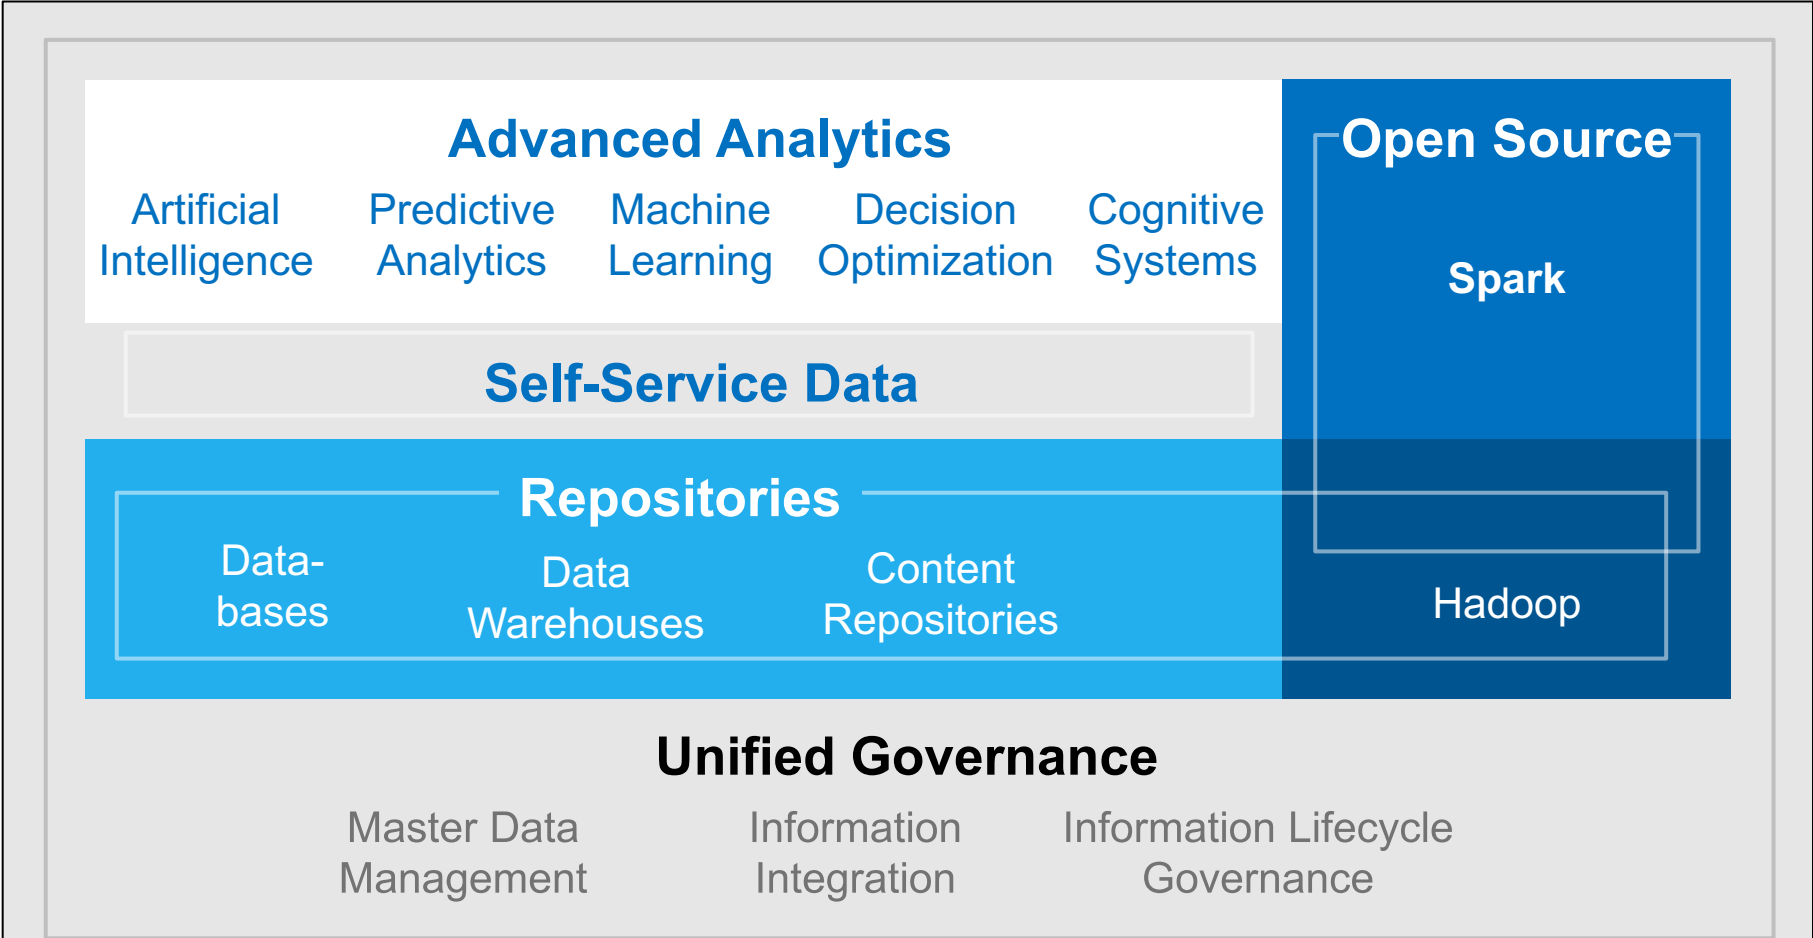 Advanced Analytics
Artificial
Intelligence
Predictive
Analytics
Machine
Learning
Decision
Optimization
Cognitive
Systems
Open Source
Spark
Self-Service Data
Repositories
Data-
bases
Data
Warehouses
Content
Repositories
Hadoop
Unified Governance
Master Data
Management
Information
Integration
Information Lifecycle
Governance